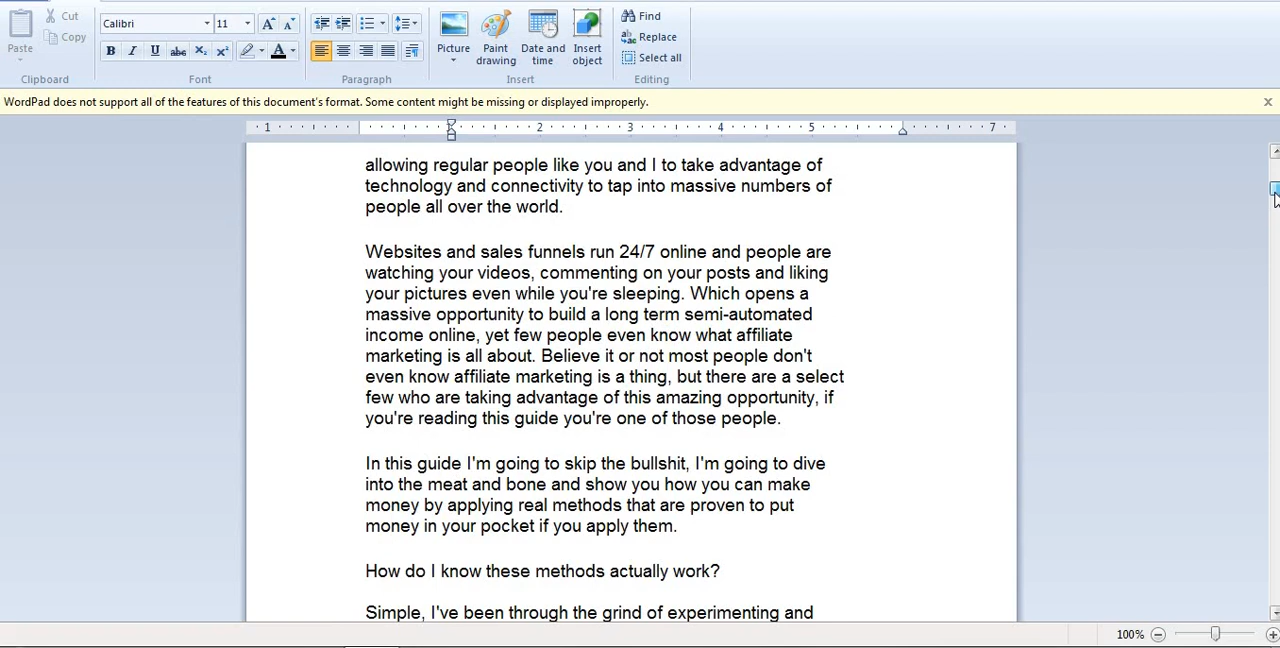 Cut
Copy
Paste
Clipboard
Calibri 11 A A
B I U abc X₂ X² A
Font
Paragraph
Picture
Paint drawing
Date and time
Insert object
Insert
Find
Replace
Select all
Editing
WordPad does not support all of the features of this document's format. Some content might be missing or displayed improperly.
1 2 3 4 5 7
allowing regular people like you and I to take advantage of
technology and connectivity to tap into massive numbers of
people all over the world.
Websites and sales funnels run 24/7 online and people are
watching your videos, commenting on your posts and liking
your pictures even while you're sleeping. Which opens a
massive opportunity to build a long term semi-automated
income online, yet few people even know what affiliate
marketing is all about. Believe it or not most people don't
even know affiliate marketing is a thing, but there are a select
few who are taking advantage of this amazing opportunity, if
you're reading this guide you're one of those people.
In this guide I'm going to skip the bullshit, I'm going to dive
into the meat and bone and show you how you can make
money by applying real methods that are proven to put
money in your pocket if you apply them.
How do I know these methods actually work?
Simple, I've been through the grind of experimenting and
100%